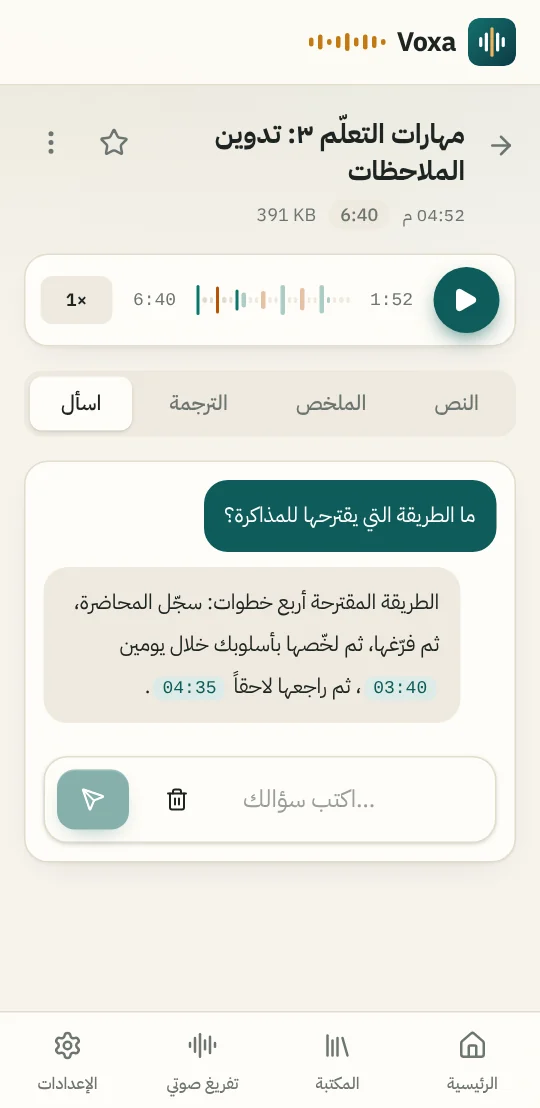 Voxa
مهارات التعلّم ٣: تدوين
الملاحظات
04:52 م 6:40 391 KB
1:52 6:40 1×
النص الملخص الترجمة اسأل
ما الطريقة التي يقترحها للمذاكرة؟
الطريقة المقترحة أربع خطوات: سجّل المحاضرة،
ثم فرّغها، ثم لخّصها بأسلوبك خلال يومين
03:40 ، ثم راجعها لاحقاً 04:35 .
اكتب سؤالك...
الرئيسية المكتبة تفريغ صوتي الإعدادات